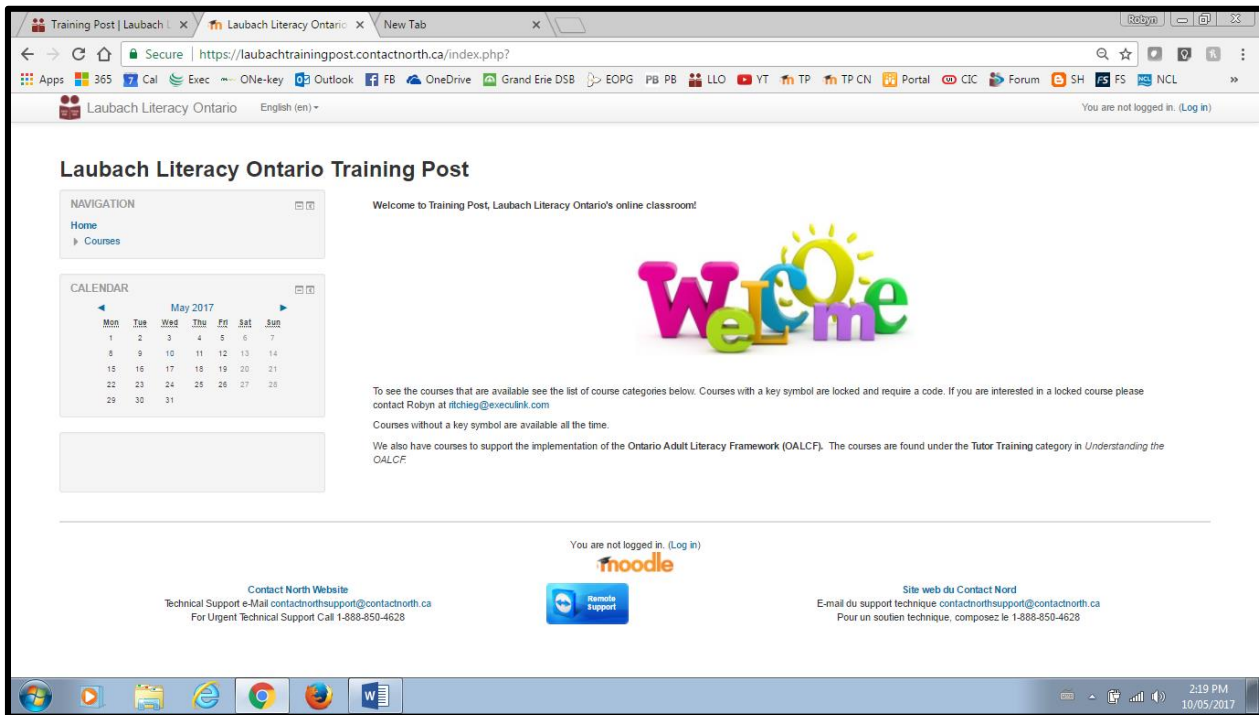 Training Post | Laubach L
Laubach Literacy Ontario
New Tab
Robyn
Secure | https://laubachtrainingpost.contactnorth.ca/index.php?
Apps 365 Cal Exec ONe-key Outlook FB OneDrive Grand Erie DSB EOPG PB PB LLO YT TP TP CN Portal CIC Forum SH FS FS NCL »
Laubach Literacy Ontario English (en)
You are not logged in. (Log in)
Laubach Literacy Ontario Training Post
NAVIGATION
Home
Courses
CALENDAR
May 2017
Mon Tue Wed Thu Fri Sat Sun
1 2 3 4 5 6 7
8 9 10 11 12 13 14
15 16 17 18 19 20 21
22 23 24 25 26 27 28
29 30 31
Welcome to Training Post, Laubach Literacy Ontario's online classroom!
WeLcOme
To see the courses that are available see the list of course categories below. Courses with a key symbol are locked and require a code. If you are interested in a locked course please
contact Robyn at ritchieg@execulink.com
Courses without a key symbol are available all the time.
We also have courses to support the implementation of the Ontario Adult Literacy Framework (OALCF). The courses are found under the Tutor Training category in Understanding the
OALCF.
You are not logged in. (Log in)
moodle
Contact North Website
Technical Support e-Mail contactnorthsupport@contactnorth.ca
For Urgent Technical Support Call 1-888-850-4628
Remote
Support
Site web du Contact Nord
E-mail du support technique contactnorthsupport@contactnorth.ca
Pour un soutien technique, composez le 1-888-850-4628
2:19 PM
10/05/2017